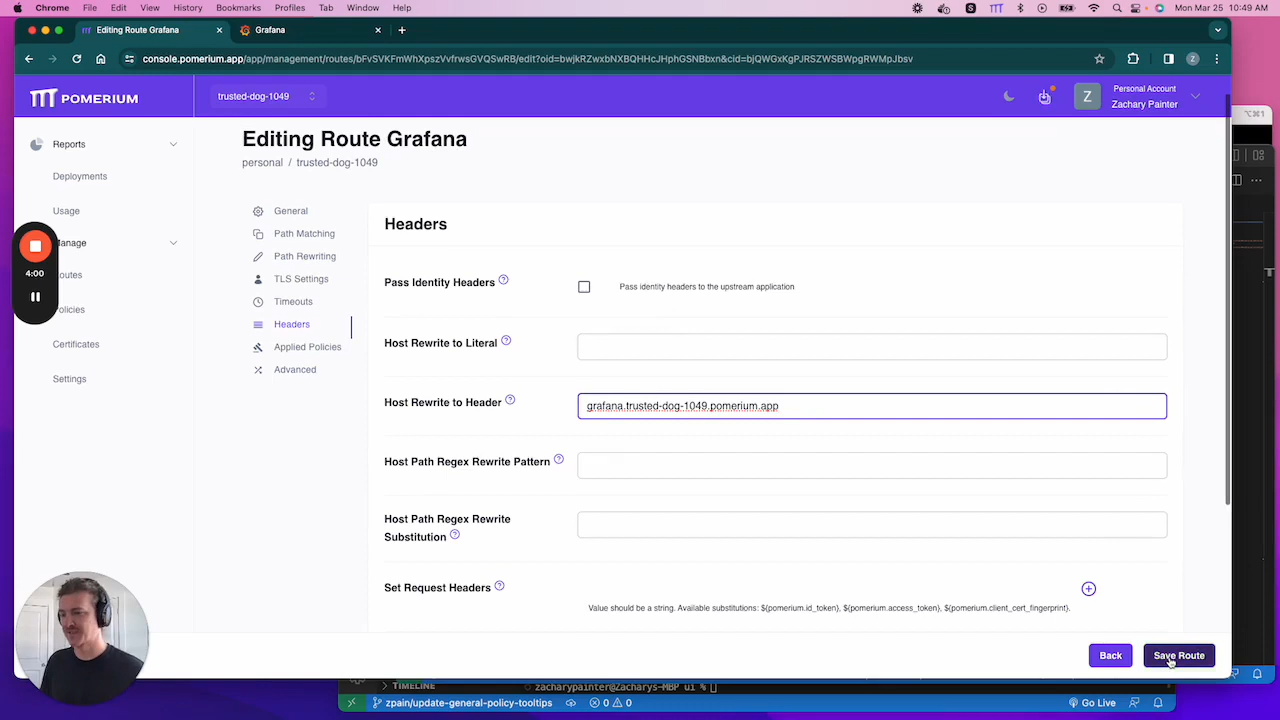 Chrome File Edit View History Bookmarks Profiles Tab Window Help Mon Mar 25 10:49 AM
Editing Route Grafana Grafana
console.pomerium.app/app/management/routes/bFvSVKFmWhXpszVvfrwsGVQSwRB/edit?oid=bwjkRZwxbNXBQHHcJHphGSNBbxn&cid=bjQWGxKgPJRSZWSBWpgRWMpJbsv
POMERIUM
trusted-dog-1049
Z
Personal Account
Zachary Painter
⌥⌘1
Editing Route Grafana
personal / trusted-dog-1049
Reports
Deployments
Usage
Manage
Routes
Policies
Certificates
Settings
4:00
General
Path Matching
Path Rewriting
TLS Settings
Timeouts
Headers
Applied Policies
Advanced
Headers
Pass Identity Headers
Pass identity headers to the upstream application
Host Rewrite to Literal
Host Rewrite to Header
grafana.trusted-dog-1049.pomerium.app
Host Path Regex Rewrite Pattern
Host Path Regex Rewrite
Substitution
Set Request Headers
Value should be a string. Available substitutions: ${pomerium.id_token}, ${pomerium.access_token}, ${pomerium.client_cert_fingerprint}.
Back
Save Route
TIMELINE
zacharypainter@Zacharys-MBP ui %
zpain/update-general-policy-tooltips
0 0
Go Live